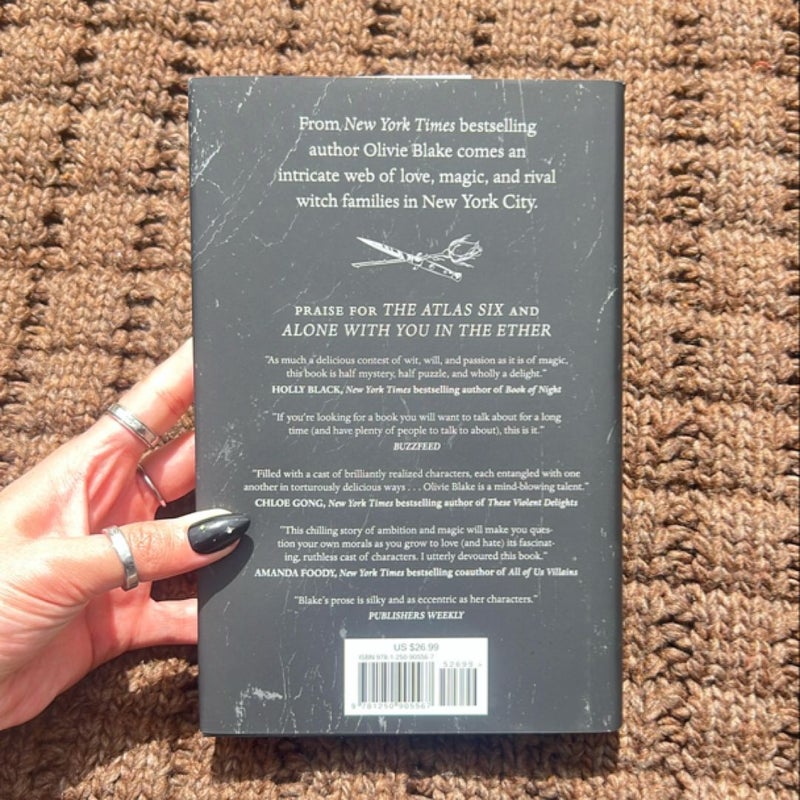 From New York Times bestselling
author Olivie Blake comes an
intricate web of love, magic, and rival
witch families in New York City.
PRAISE FOR THE ATLAS SIX AND
ALONE WITH YOU IN THE ETHER
"As much a delicious contest of wit, will, and passion as it is of magic,
this book is half mystery, half puzzle, and wholly a delight."
HOLLY BLACK, New York Times bestselling author of Book of Night
"If you're looking for a book you will want to talk about for a long
time (and have plenty of people to talk to about), this is it."
BUZZFEED
"Filled with a cast of brilliantly realized characters, each entangled with one
another in torturously delicious ways . . . Olivie Blake is a mind-blowing talent."
CHLOE GONG, New York Times bestselling author of These Violent Delights
"This chilling story of ambition and magic will make you ques-
tion your own morals as you grow to love (and hate) its fascinat-
ing, ruthless cast of characters. I utterly devoured this book."
AMANDA FOODY, New York Times bestselling coauthor of All of Us Villains
"Blake's prose is silky and as eccentric as her characters."
PUBLISHERS WEEKLY
US $26.99
ISBN 978-1-250-90556-7
52699
9 781250 905567